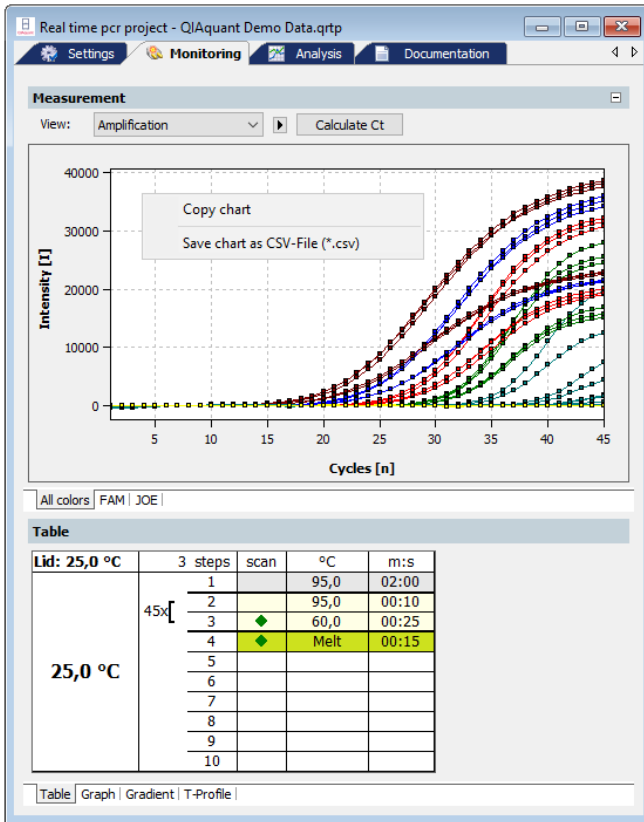 Real time pcr project - QIAquant Demo Data.qrtp
Settings Monitoring Analysis Documentation
Measurement
View: Amplification Calculate Ct
Copy chart
Save chart as CSV-File (*.csv)
Intensity [I]
40000
30000
20000
10000
0
5 10 15 20 25 30 35 40 45
Cycles [n]
All colors FAM JOE
Table
Lid: 25,0 °C 3 steps scan °C m:s
1 95,0 02:00
45x
2 95,0 00:10
3 60,0 00:25
4 Melt 00:15
25,0 °C
5
6
7
8
9
10
Table Graph Gradient T-Profile